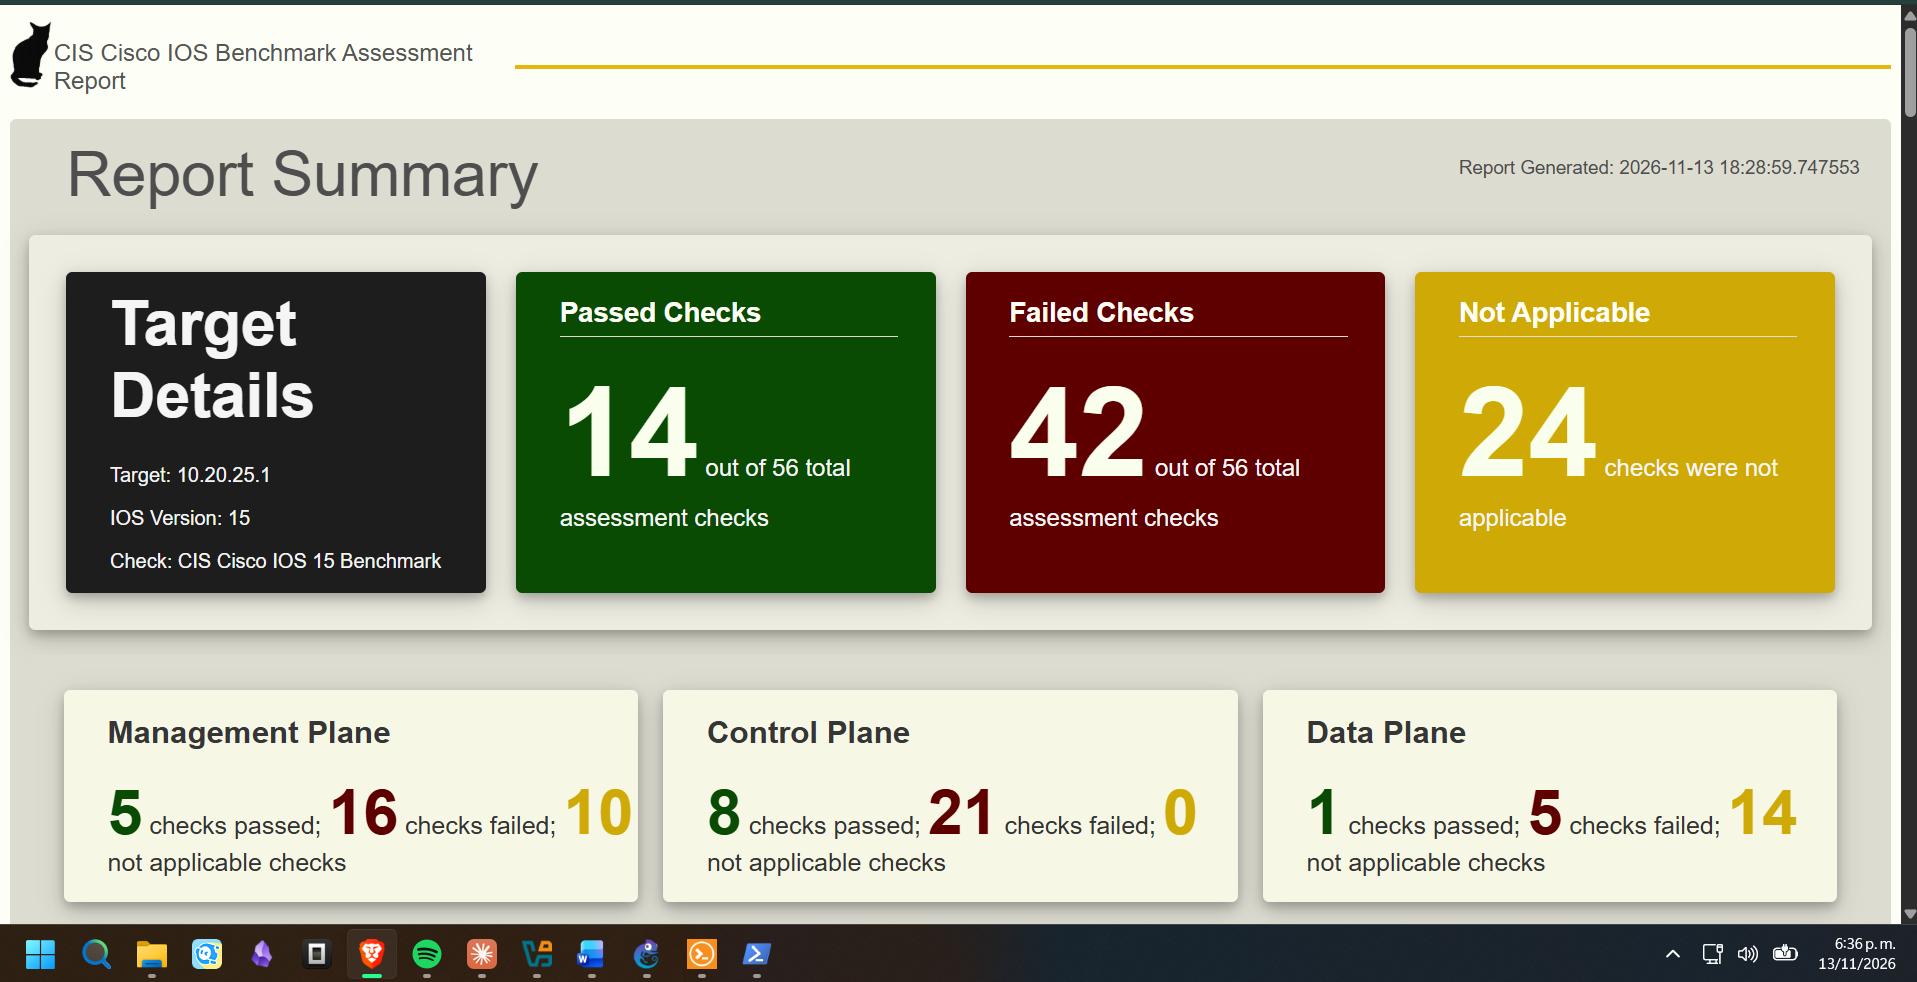 CIS Cisco IOS Benchmark Assessment
Report
Report Summary
Report Generated: 2026-11-13 18:28:59.747553
Target
Details
Target: 10.20.25.1
IOS Version: 15
Check: CIS Cisco IOS 15 Benchmark
Passed Checks
14 out of 56 total
assessment checks
Failed Checks
42 out of 56 total
assessment checks
Not Applicable
24 checks were not
applicable
Management Plane
5 checks passed; 16 checks failed; 10
not applicable checks
Control Plane
8 checks passed; 21 checks failed; 0
not applicable checks
Data Plane
1 checks passed; 5 checks failed; 14
not applicable checks
6:36 p. m.
13/11/2026